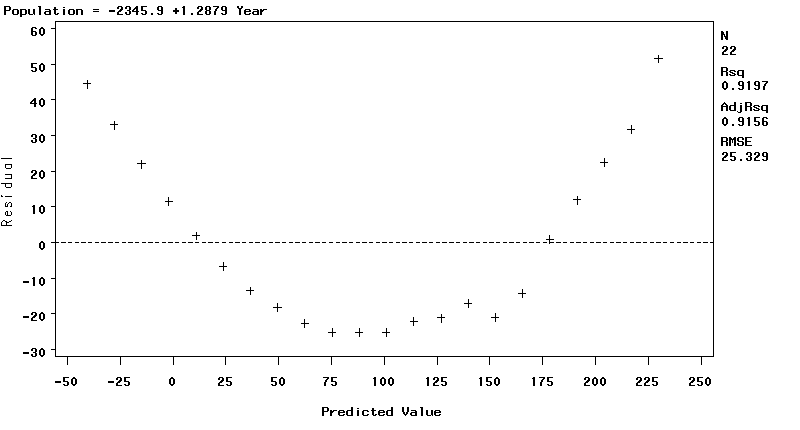 Population = -2345.9 +1.2879 Year
60
50
40
30
20
10
0
-10
-20
-30
Residual
-50 -25 0 25 50 75 100 125 150 175 200 225 250
Predicted Value
N
22
Rsq
0.9197
AdjRsq
0.9156
RMSE
25.329